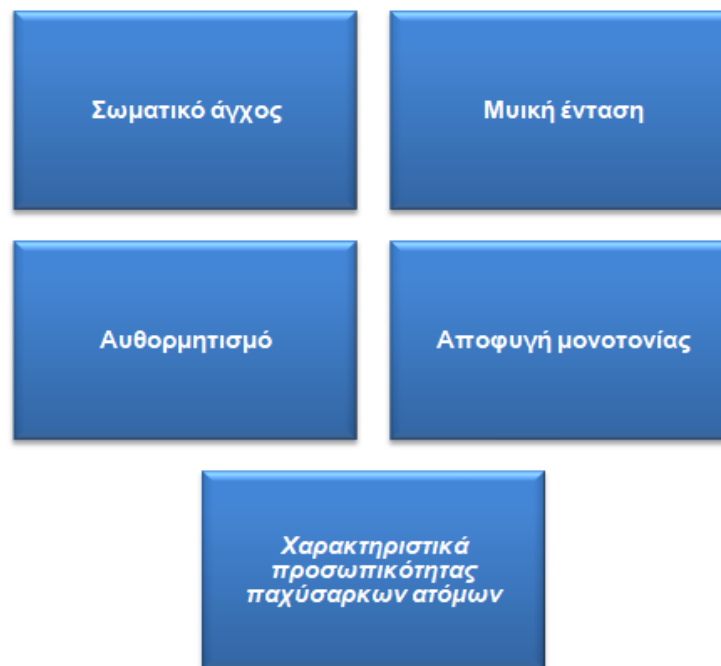 Σωματικό άγχος
Μυική ένταση
Αυθορμητισμό
Αποφυγή μονοτονίας
Χαρακτηριστικά
προσωπικότητας
παχύσαρκων ατόμων